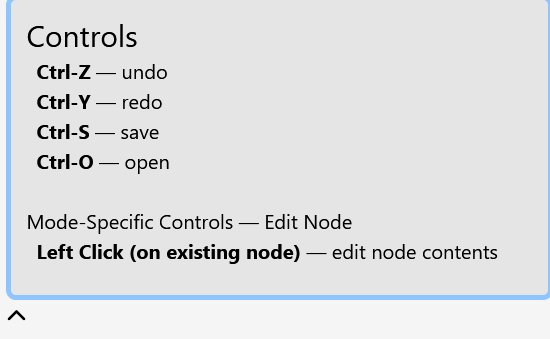 Controls
Ctrl-Z — undo
Ctrl-Y — redo
Ctrl-S — save
Ctrl-O — open
Mode-Specific Controls — Edit Node
Left Click (on existing node) — edit node contents